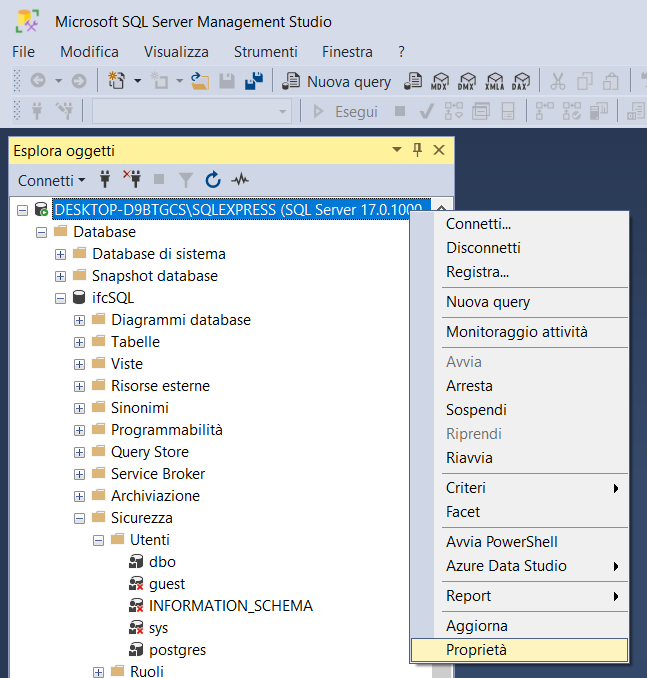 Microsoft SQL Server Management Studio
File Modifica Visualizza Strumenti Finestra ?
Nuova query MDX DMX XMLA DAX
Esegui
Esplora oggetti
Connetti
DESKTOP-D9BTGCS\SQLEXPRESS (SQL Server 17.0.1000
Database
Database di sistema
Snapshot database
ifcSQL
Diagrammi database
Tabelle
Viste
Risorse esterne
Sinonimi
Programmabilità
Query Store
Service Broker
Archiviazione
Sicurezza
Utenti
dbo
guest
INFORMATION_SCHEMA
sys
postgres
Ruoli
Connetti...
Disconnetti
Registra...
Nuova query
Monitoraggio attività
Avvia
Arresta
Sospendi
Riprendi
Riavvia
Criteri
Facet
Avvia PowerShell
Azure Data Studio
Report
Aggiorna
Proprietà